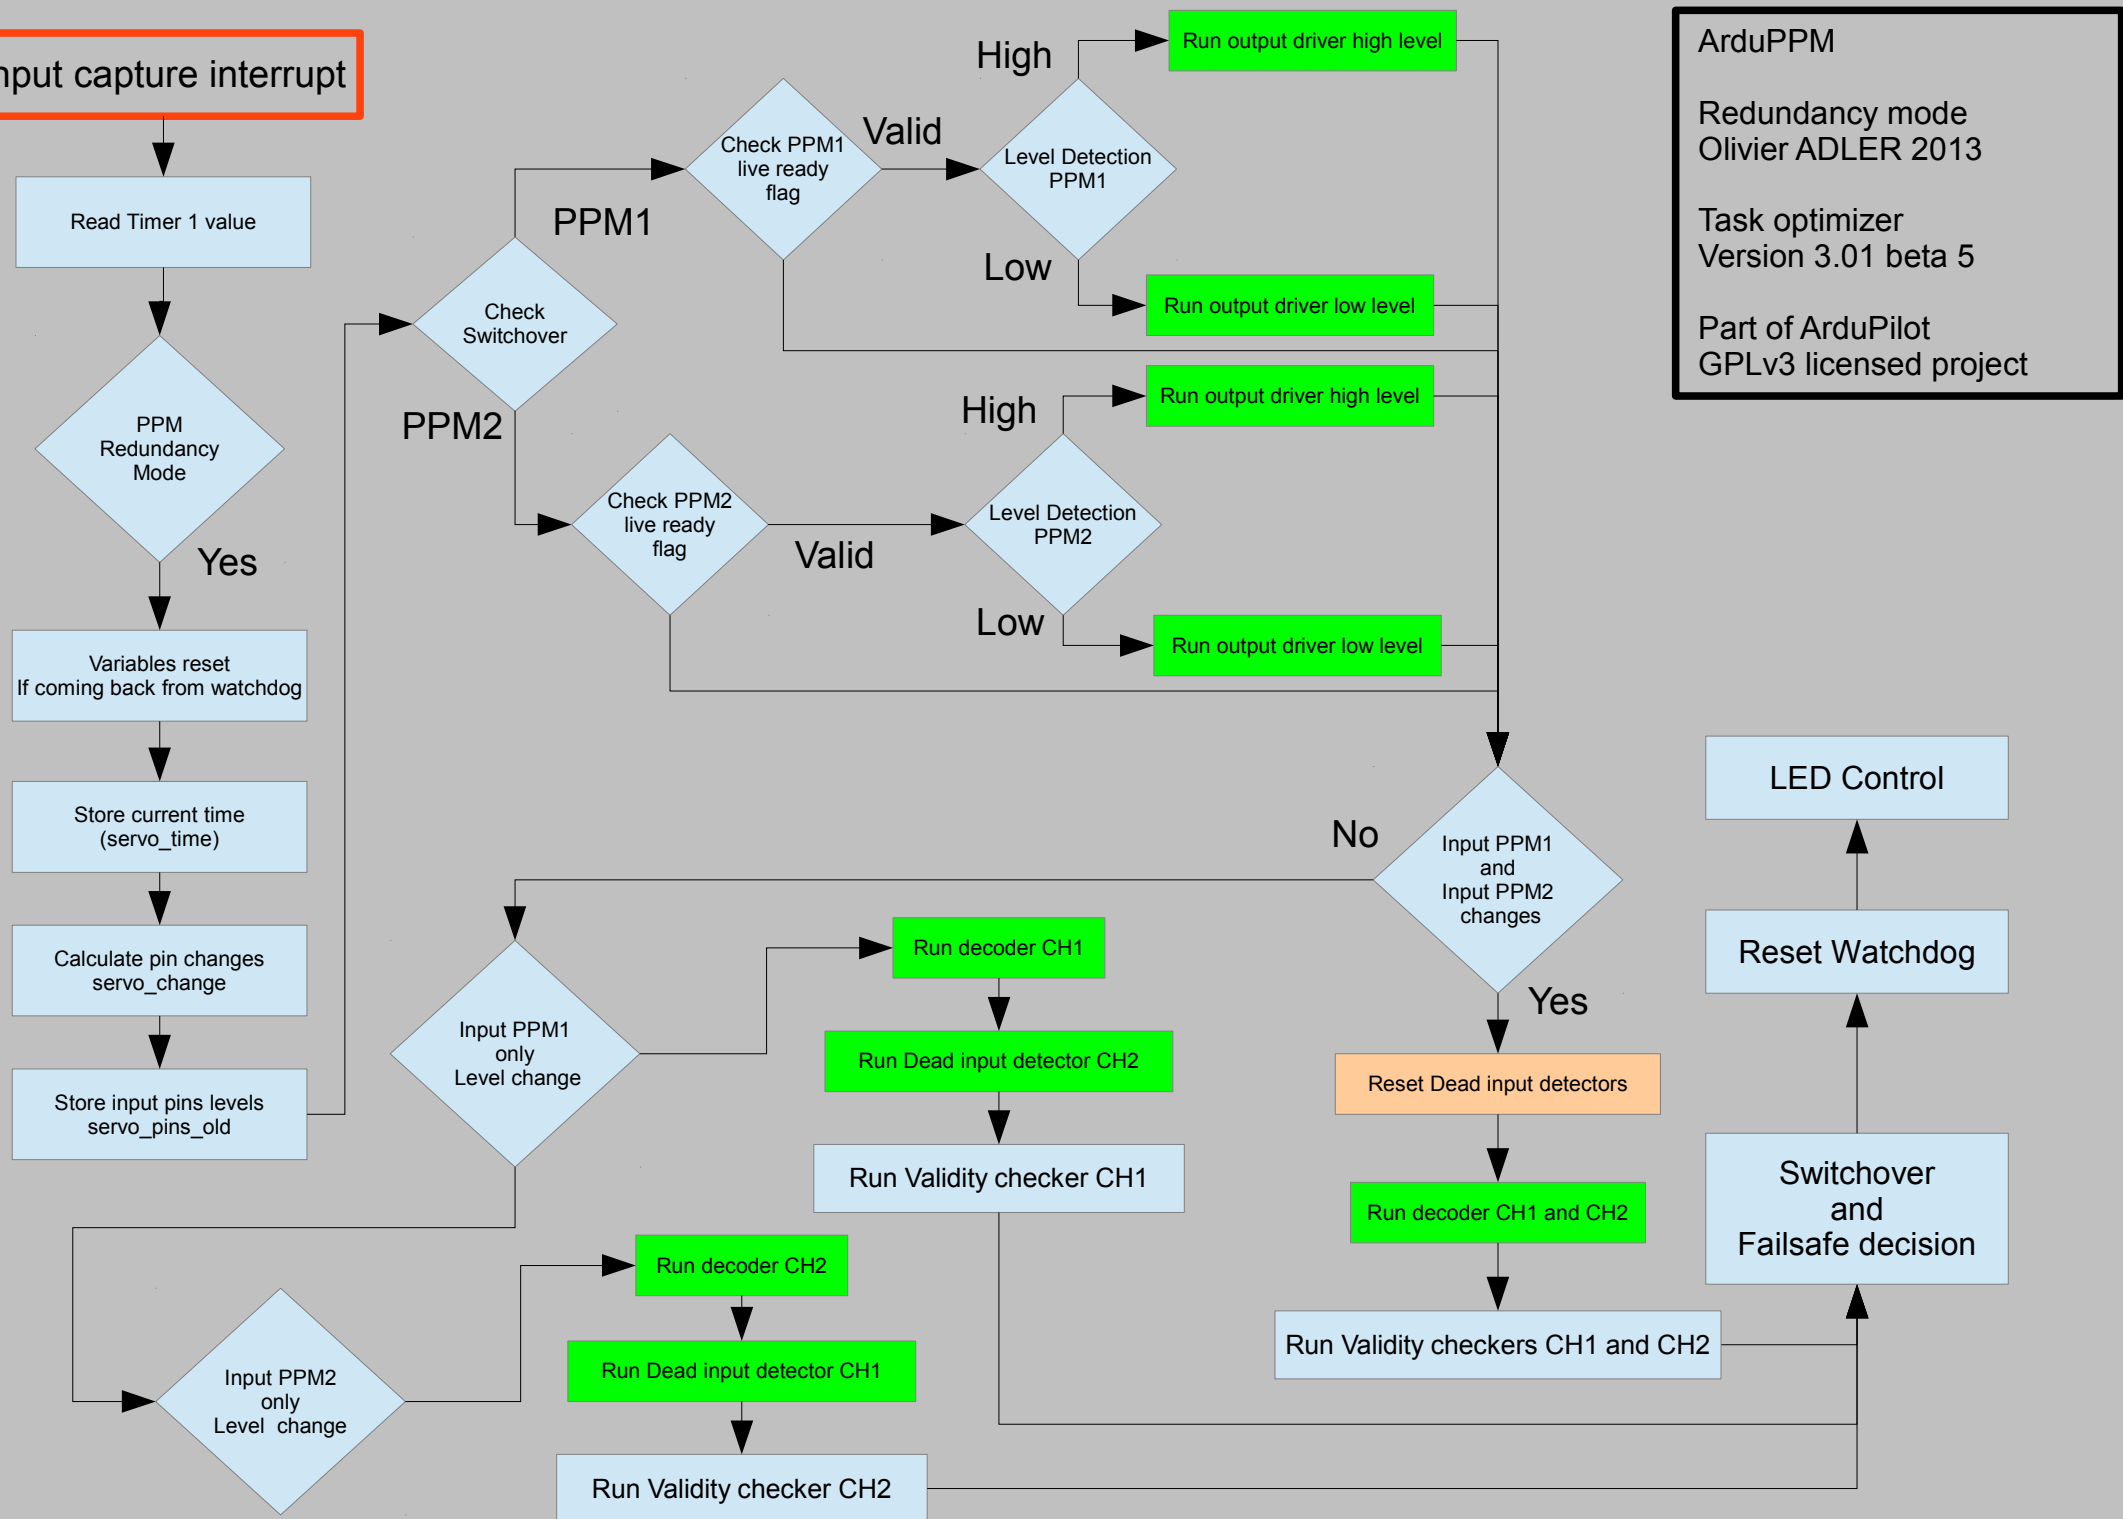 nput capture interrupt
Read Timer 1 value
PPM
Redundancy
Mode
Yes
Variables reset
If coming back from watchdog
Store current time
(servo_time)
Calculate pin changes
servo_change
Store input pins levels
servo_pins_old
Check
Switchover
PPM1
PPM2
Check PPM1
live ready
flag
Valid
Level Detection
PPM1
High
Low
Run output driver high level
Run output driver low level
Check PPM2
live ready
flag
Valid
Level Detection
PPM2
High
Low
Run output driver high level
Run output driver low level
ArduPPM
Redundancy mode
Olivier ADLER 2013
Task optimizer
Version 3.01 beta 5
Part of ArduPilot
GPLv3 licensed project
Input PPM1
and
Input PPM2
changes
No
Yes
Input PPM1
only
Level change
Run decoder CH1
Run Dead input detector CH2
Run Validity checker CH1
Input PPM2
only
Level  change
Run decoder CH2
Run Dead input detector CH1
Run Validity checker CH2
Reset Dead input detectors
Run decoder CH1 and CH2
Run Validity checkers CH1 and CH2
Switchover
and
Failsafe decision
Reset Watchdog
LED Control